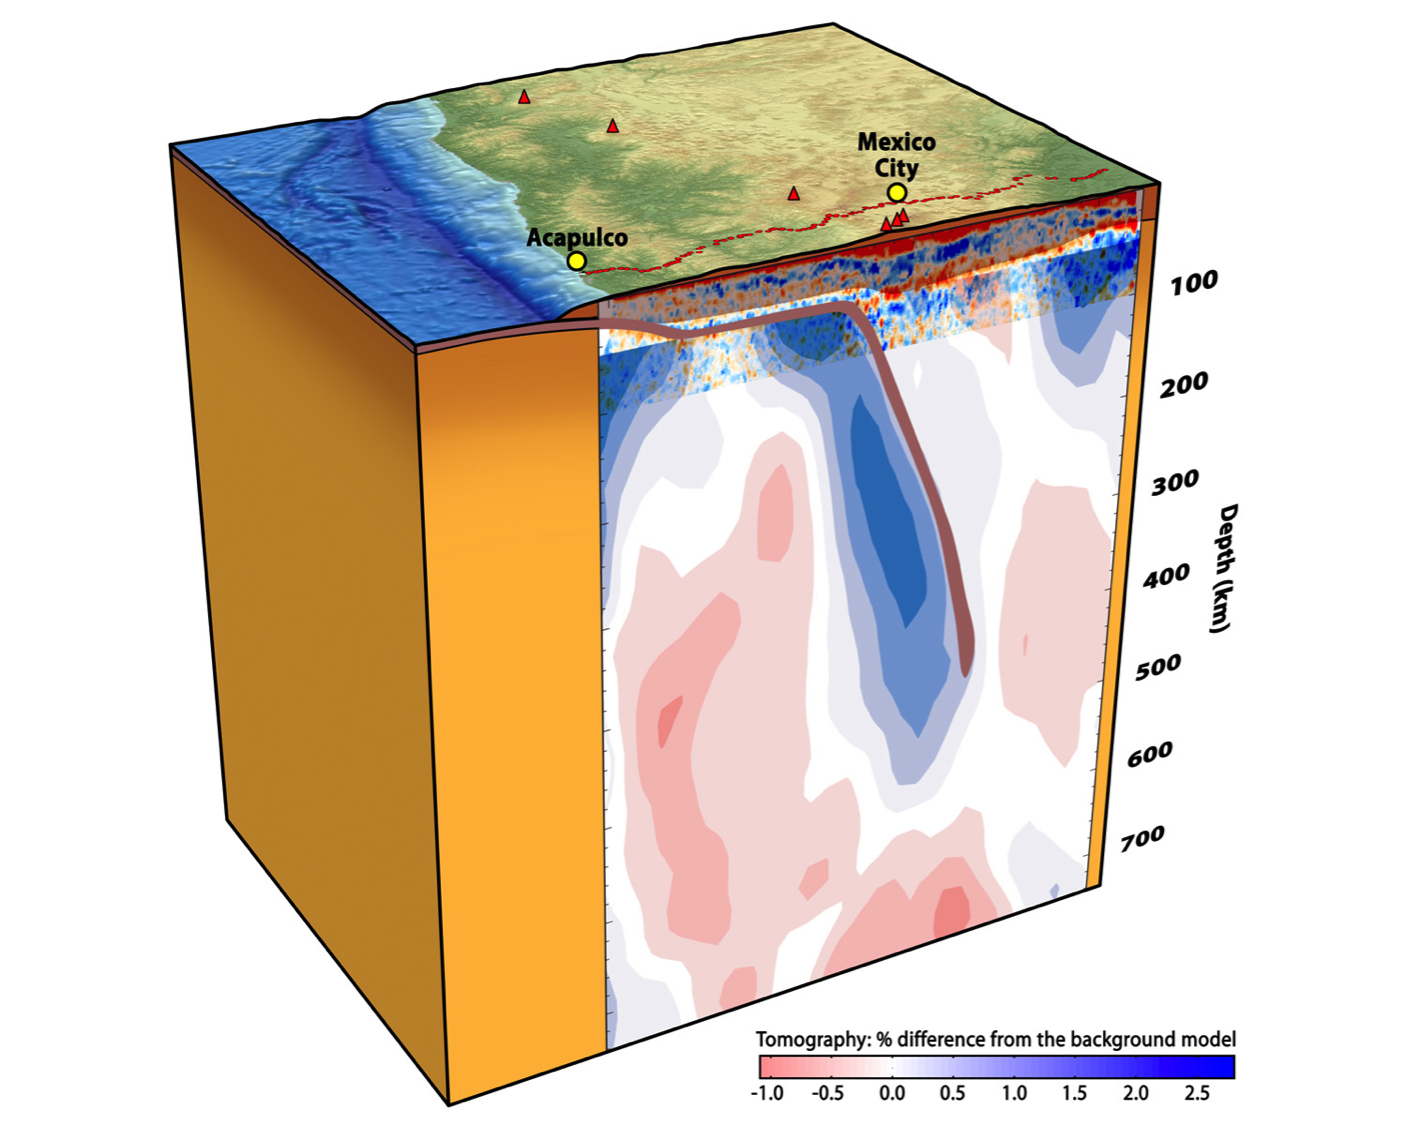 Mexico
City
Acapulco
100
200
300
400
500
600
700
Depth (km)
Tomography: % difference from the background model
-1.0 -0.5 0.0 0.5 1.0 1.5 2.0 2.5